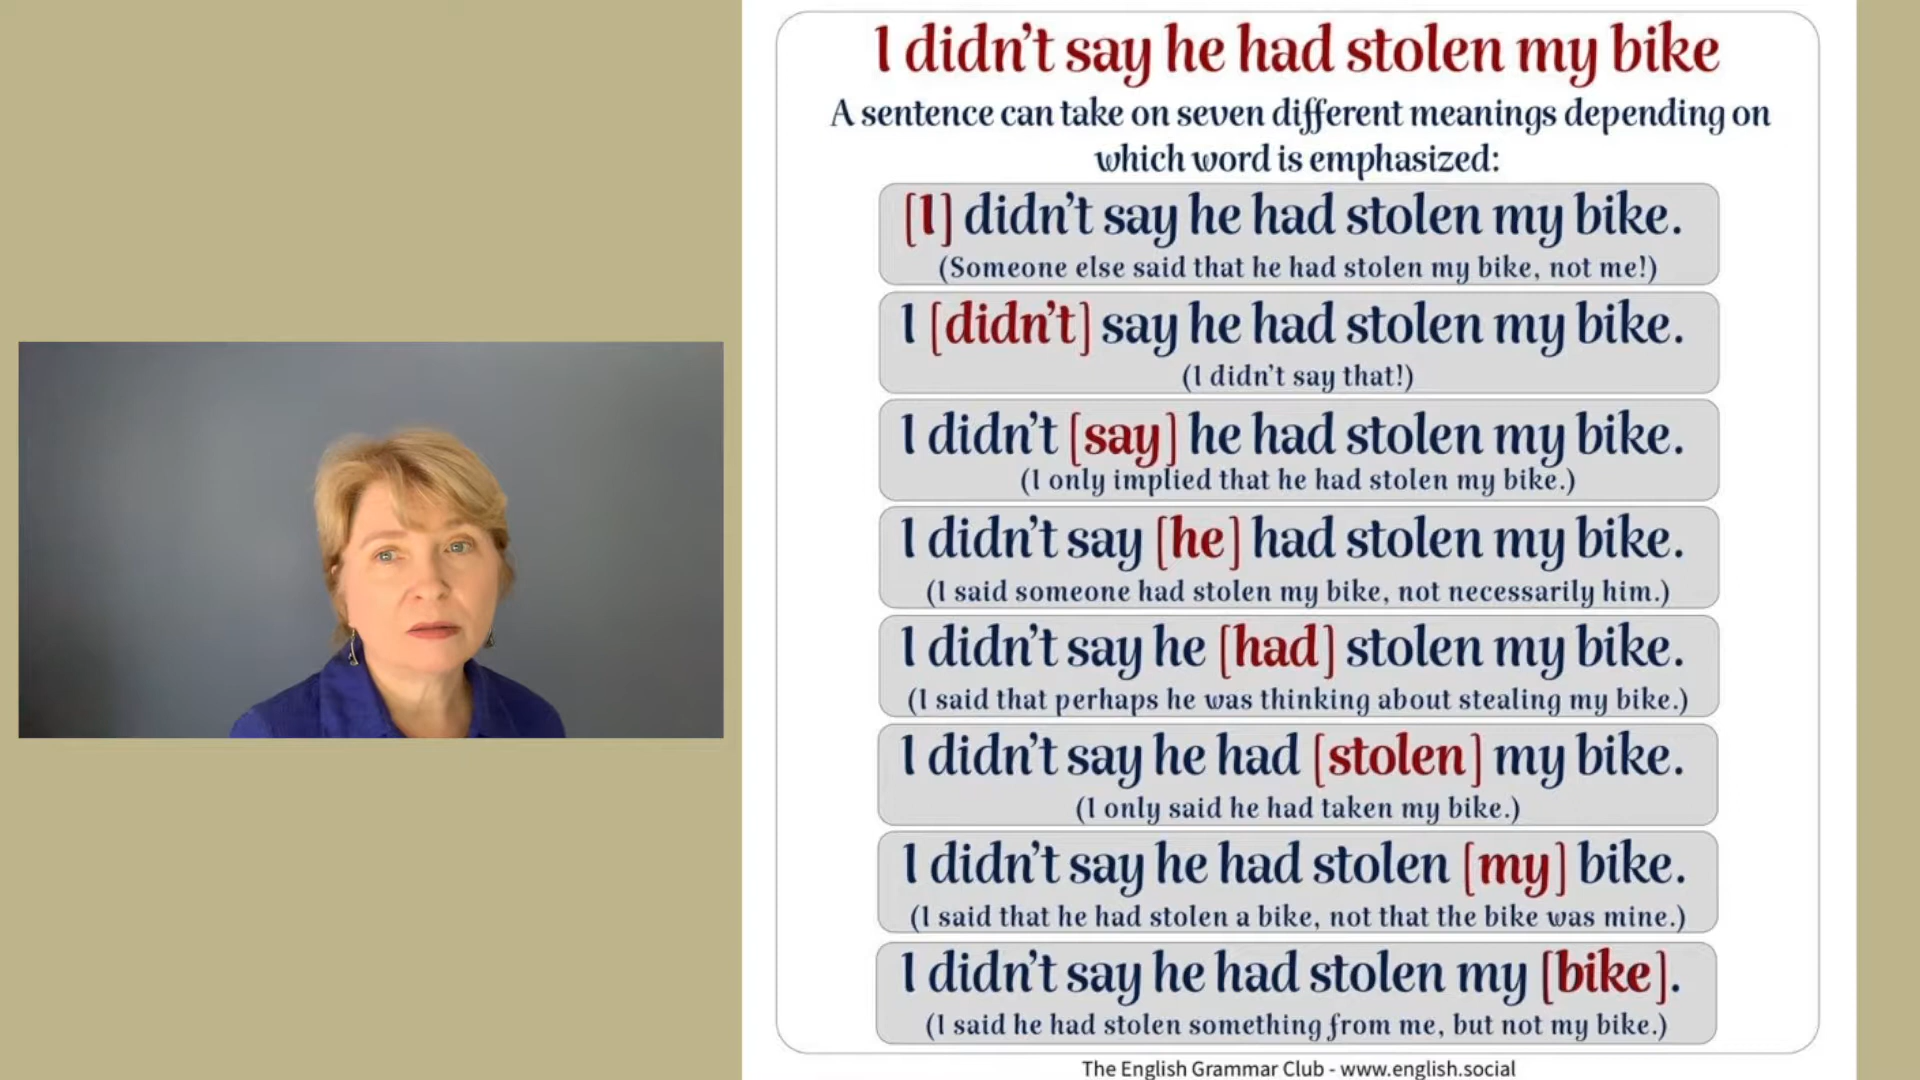 I didn't say he had stolen my bike
A sentence can take on seven different meanings depending on
which word is emphasized:
[I] didn't say he had stolen my bike.
(Someone else said that he had stolen my bike, not me!)
I [didn't] say he had stolen my bike.
(I didn't say that!)
I didn't [say] he had stolen my bike.
(I only implied that he had stolen my bike.)
I didn't say [he] had stolen my bike.
(I said someone had stolen my bike, not necessarily him.)
I didn't say he [had] stolen my bike.
(I said that perhaps he was thinking about stealing my bike.)
I didn't say he had [stolen] my bike.
(I only said he had taken my bike.)
I didn't say he had stolen [my] bike.
(I said that he had stolen a bike, not that the bike was mine.)
I didn't say he had stolen my [bike].
(I said he had stolen something from me, but not my bike.)
The English Grammar Club - www.english.social